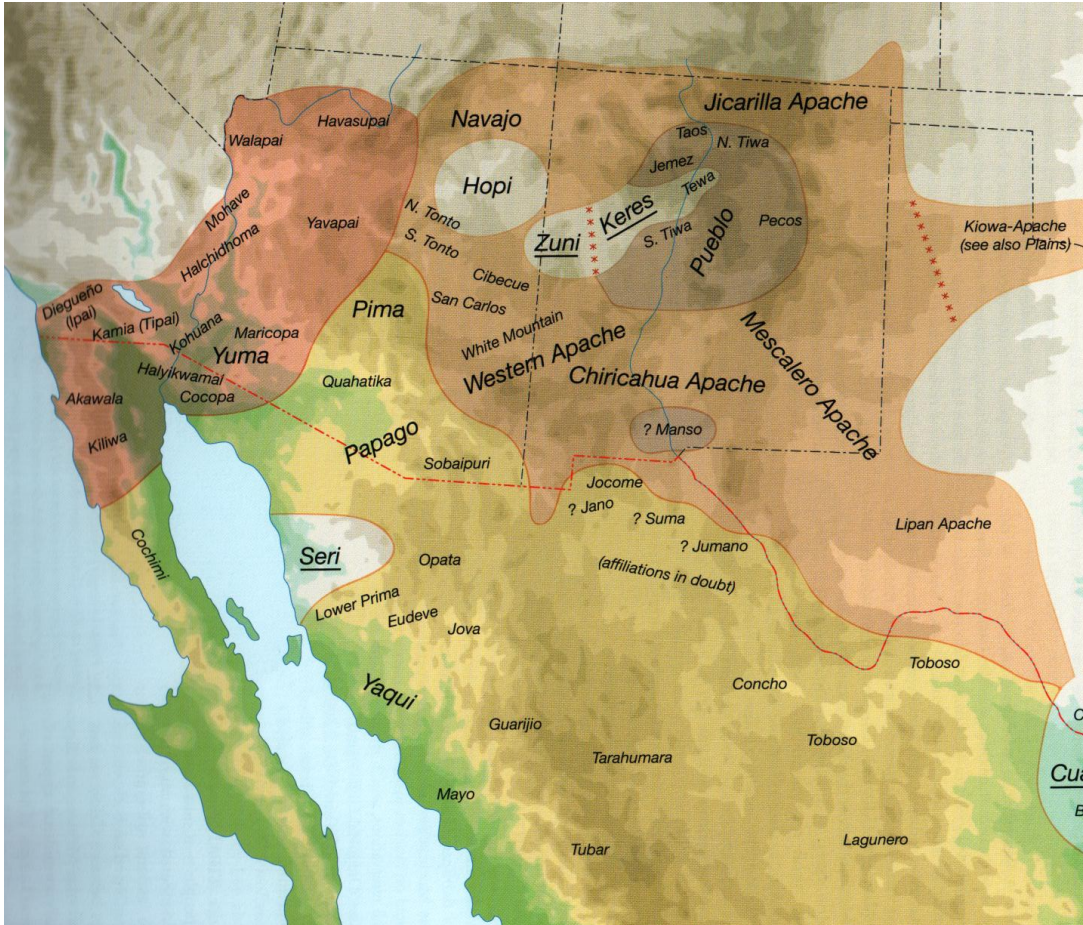 Jicarilla Apache
Navajo
Havasupai
Walapai
Taos
N. Tiwa
Jemez
Hopi
Tewa
Keres
Mohave
N. Tonto
Yavapai
Pecos
Kiowa-Apache
(see also Plains)
S. Tonto
Zuni
S. Tiwa
Pueblo
Halchidhoma
Cibecue
Diegueño
(Ipai)
San Carlos
Pima
Kamia (Tipai)
Kohuana
Maricopa
White Mountain
Yuma
Western Apache
Mescalero Apache
Halyikwamal
Cocopa
Quahatika
Chiricahua Apache
Akawala
Kiliwa
Papago
? Manso
Sobaipuri
Jocome
? Jano
? Suma
Lipan Apache
Cochimi
Seri
Opata
? Jumano
(affiliations in doubt)
Lower Prima
Eudeve
Jova
Toboso
Yaqui
Concho
Guarijio
Toboso
Tarahumara
Mayo
Tubar
Lagunero